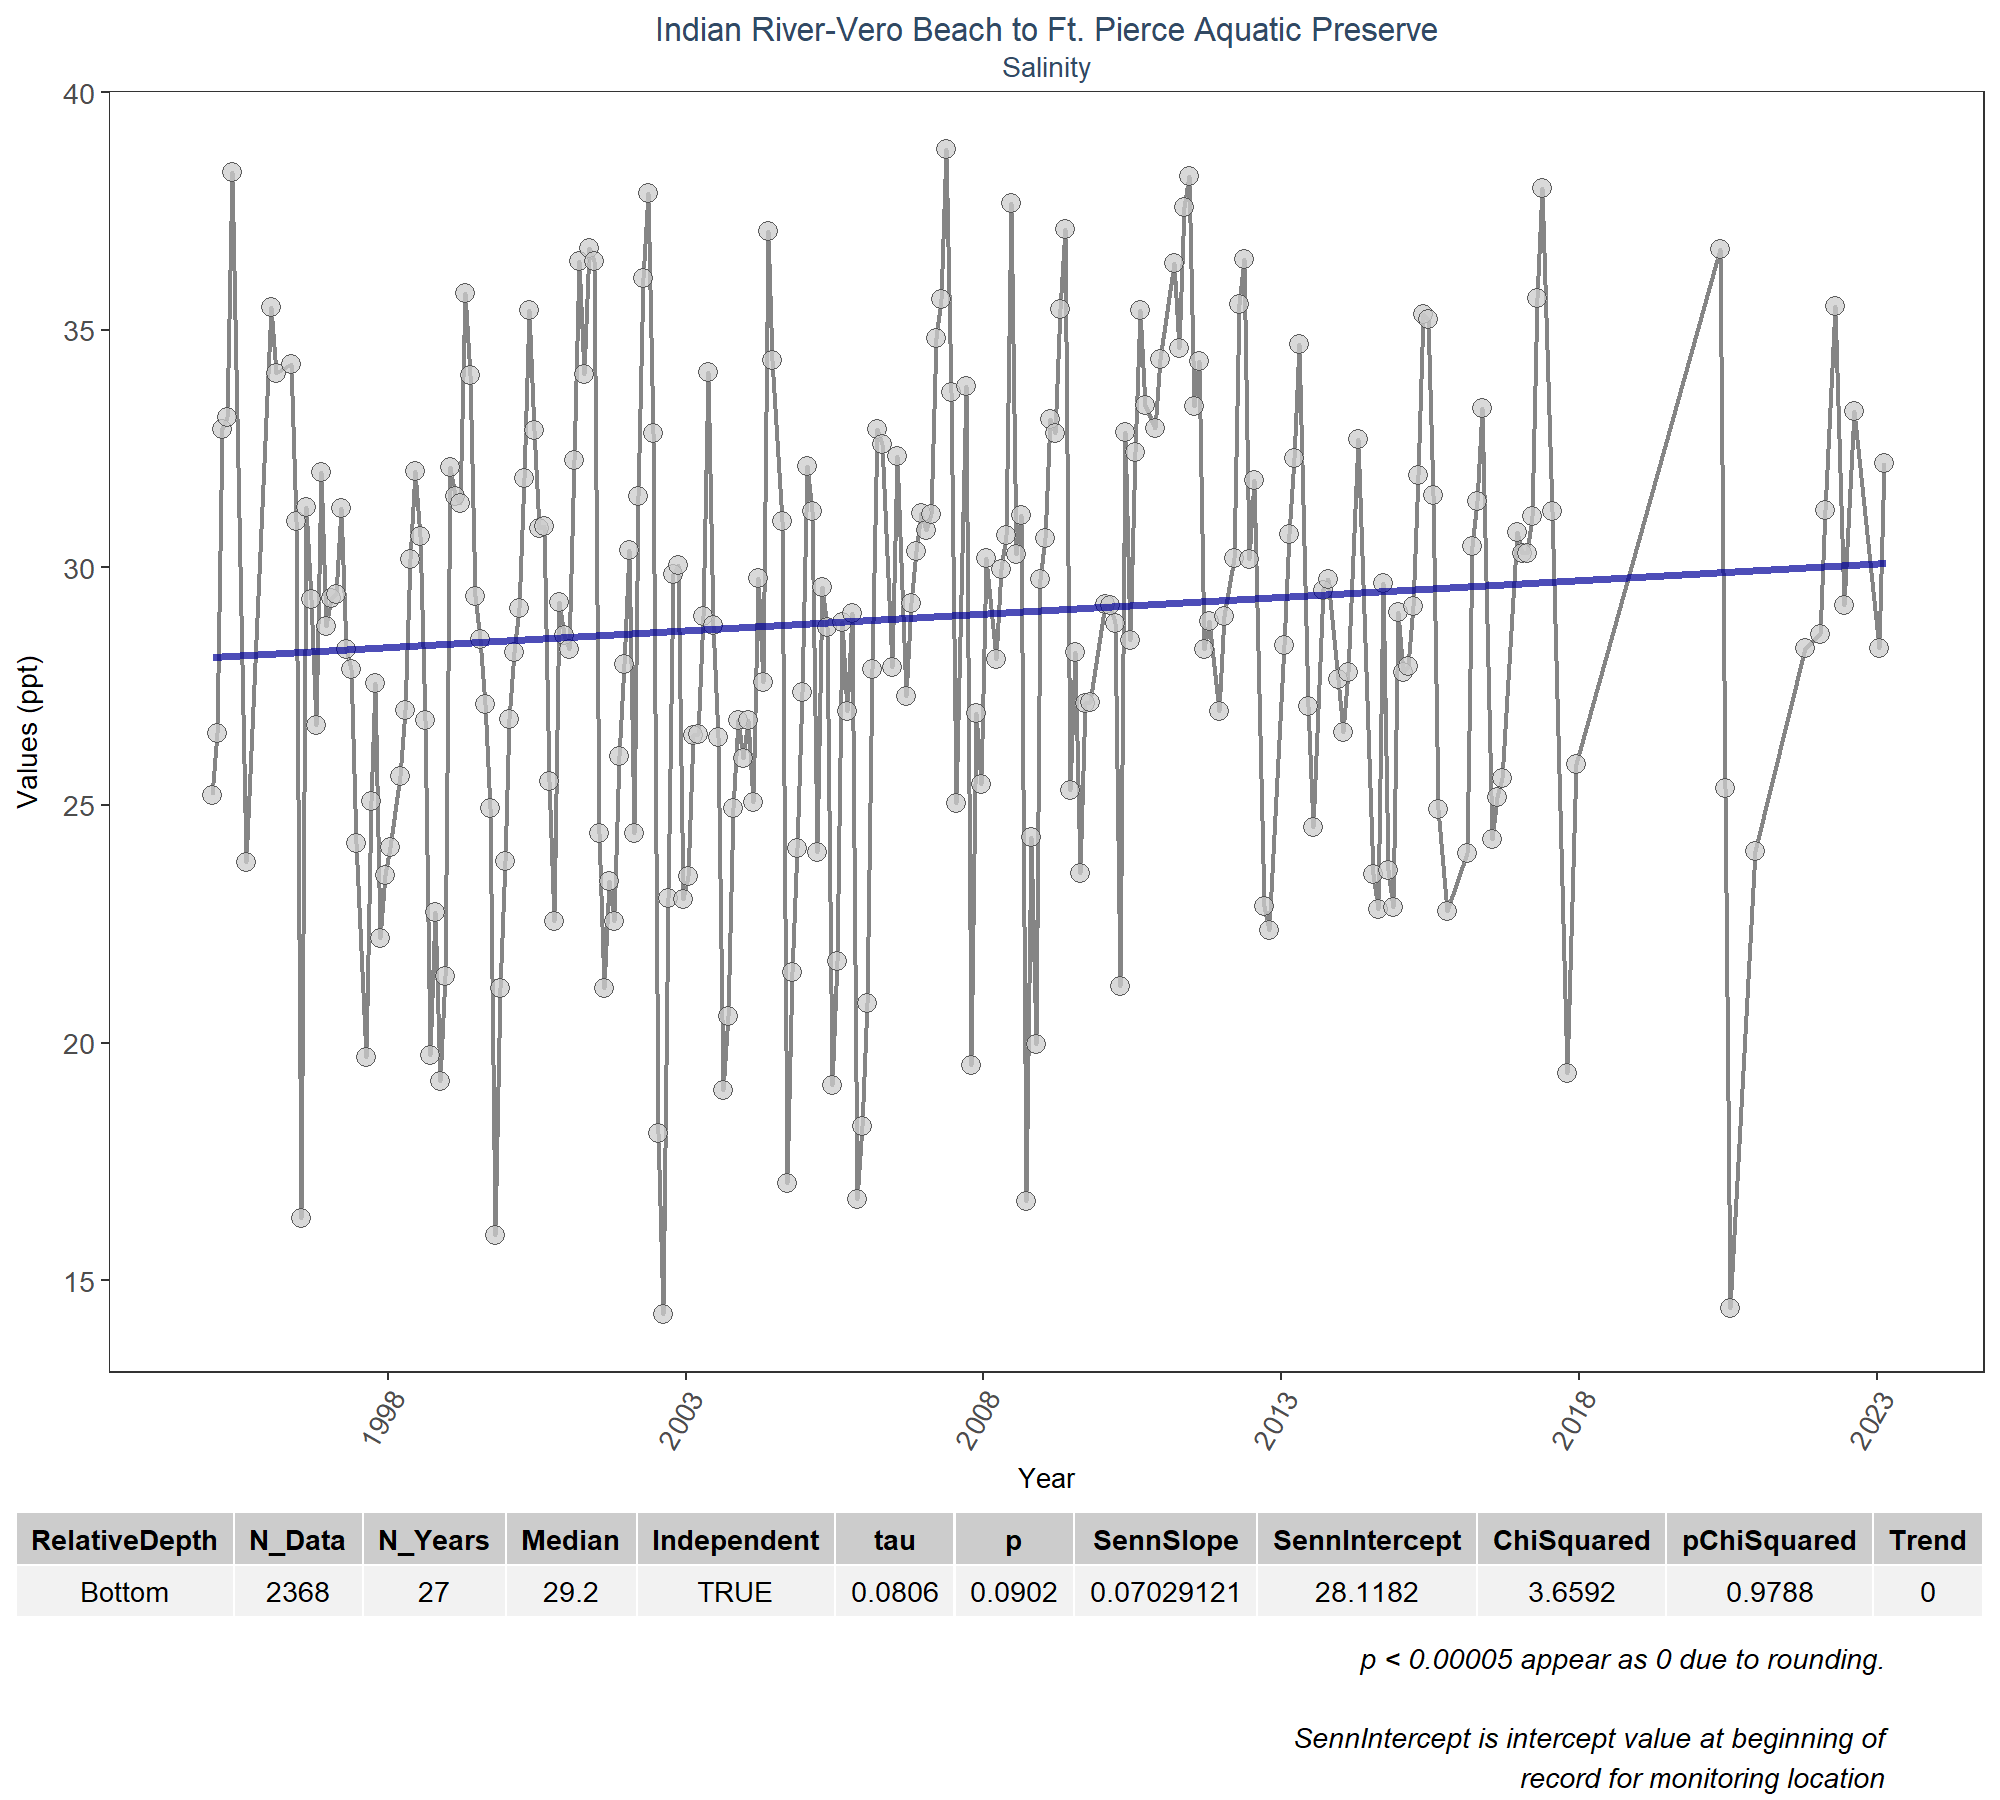 Indian River-Vero Beach to Ft. Pierce Aquatic Preserve
Salinity
40
35
30
25
20
15
Values (ppt)
1998
2003
2008
2013
2018
2023
Year
RelativeDepth N_Data N_Years Median Independent tau p SennSlope SennIntercept ChiSquared pChiSquared Trend
Bottom 2368 27 29.2 TRUE 0.0806 0.0902 0.07029121 28.1182 3.6592 0.9788 0
p < 0.00005 appear as 0 due to rounding.
SennIntercept is intercept value at beginning of
record for monitoring location